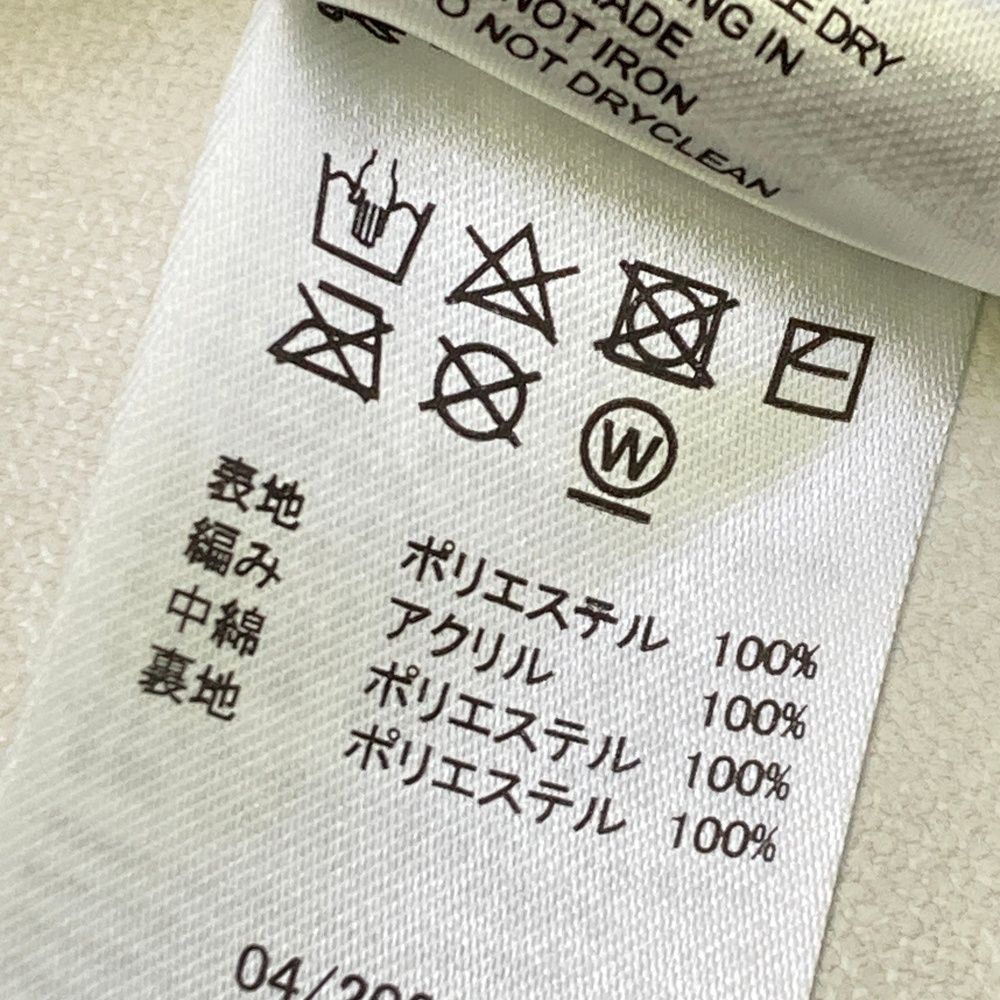 DRY
NG IN
MADE
NOT IRON
O NOT DRYCLEAN
W
表地 ポリエステル 100%
編み アクリル 100%
中綿 ポリエステル 100%
裏地 ポリエステル 100%
04/20